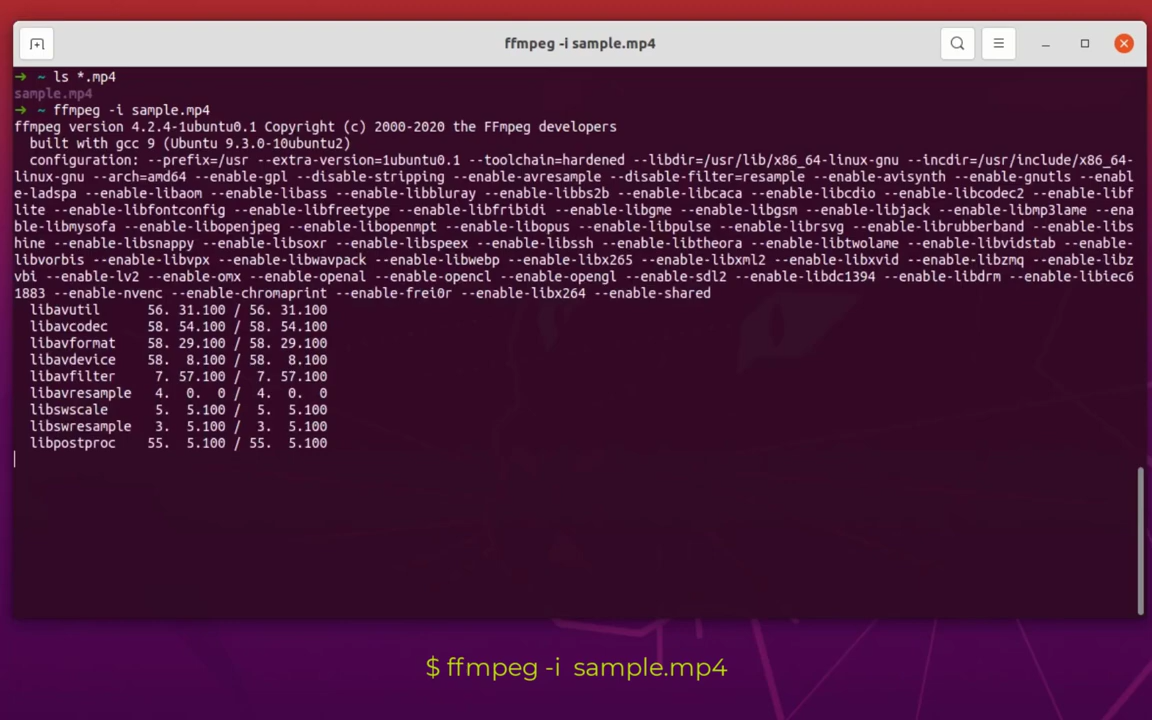 ffmpeg -i sample.mp4
➜ ~ ls *.mp4
sample.mp4
➜ ~ ffmpeg -i sample.mp4
ffmpeg version 4.2.4-1ubuntu0.1 Copyright (c) 2000-2020 the FFmpeg developers
built with gcc 9 (Ubuntu 9.3.0-10ubuntu2)
configuration: --prefix=/usr --extra-version=1ubuntu0.1 --toolchain=hardened --libdir=/usr/lib/x86_64-linux-gnu --incdir=/usr/include/x86_64-
linux-gnu --arch=amd64 --enable-gpl --disable-stripping --enable-avresample --disable-filter=resample --enable-avisynth --enable-gnutls --enabl
e-ladspa --enable-libaom --enable-libass --enable-libbluray --enable-libbs2b --enable-libcaca --enable-libcdio --enable-libcodec2 --enable-libf
lite --enable-libfontconfig --enable-libfreetype --enable-libfribidi --enable-libgme --enable-libgsm --enable-libjack --enable-libmp3lame --ena
ble-libmysofa --enable-libopenjpeg --enable-libopenmpt --enable-libopus --enable-libpulse --enable-librsvg --enable-librubberband --enable-libs
hine --enable-libsnappy --enable-libsoxr --enable-libspeex --enable-libssh --enable-libtheora --enable-libtwolame --enable-libvidstab --enable-
libvorbis --enable-libvpx --enable-libwavpack --enable-libwebp --enable-libx265 --enable-libxml2 --enable-libxvid --enable-libzmq --enable-libz
vbi --enable-lv2 --enable-omx --enable-openal --enable-opencl --enable-opengl --enable-sdl2 --enable-libdc1394 --enable-libdrm --enable-libiec6
1883 --enable-nvenc --enable-chromaprint --enable-frei0r --enable-libx264 --enable-shared
libavutil 56. 31.100 / 56. 31.100
libavcodec 58. 54.100 / 58. 54.100
libavformat 58. 29.100 / 58. 29.100
libavdevice 58. 8.100 / 58. 8.100
libavfilter 7. 57.100 / 7. 57.100
libavresample 4. 0. 0 / 4. 0. 0
libswscale 5. 5.100 / 5. 5.100
libswresample 3. 5.100 / 3. 5.100
libpostproc 55. 5.100 / 55. 5.100
$ ffmpeg -i sample.mp4